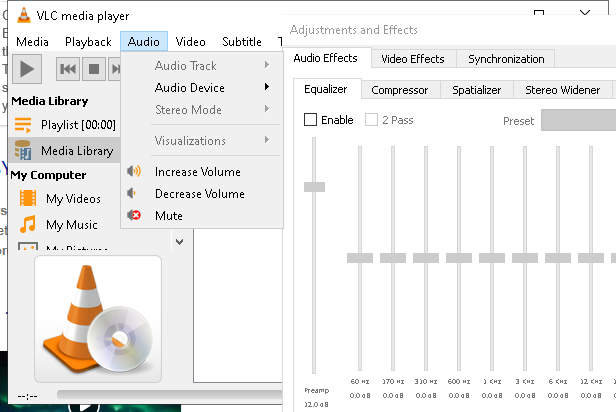 VLC media player
Media Playback Audio Video Subtitle
Audio Track
Audio Device
Stereo Mode
Visualizations
Increase Volume
Decrease Volume
Mute
Media Library
Playlist [00:00]
Media Library
My Computer
My Videos
My Music
My Pictures
--:--
Adjustments and Effects
Audio Effects Video Effects Synchronization
Equalizer Compressor Spatializer Stereo Widener
Enable 2 Pass Preset
60 Hz 170 Hz 310 Hz 600 Hz 1 KHz 3 KHz 6 KHz 12 KHz
Preamp 0.0 dB 0.0 dB 0.0 dB 0.0 dB 0.0 dB 0.0 dB 0.0 dB 0.0 dB
12.0 dB